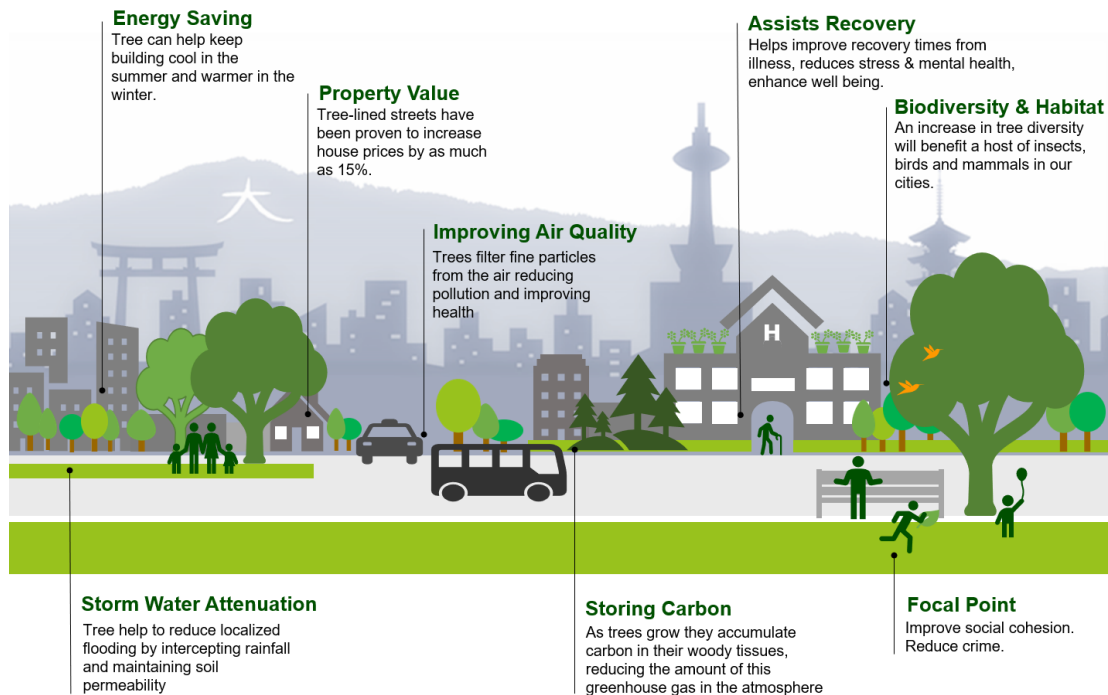 Energy Saving
Tree can help keep
building cool in the
summer and warmer in the
winter.
Property Value
Tree-lined streets have
been proven to increase
house prices by as much
as 15%.
Assists Recovery
Helps improve recovery times from
illness, reduces stress & mental health,
enhance well being.
Biodiversity & Habitat
An increase in tree diversity
will benefit a host of insects,
birds and mammals in our
cities.
大
Improving Air Quality
Trees filter fine particles
from the air reducing
pollution and improving
health
H
Storm Water Attenuation
Tree help to reduce localized
flooding by intercepting rainfall
and maintaining soil
permeability
Storing Carbon
As trees grow they accumulate
carbon in their woody tissues,
reducing the amount of this
greenhouse gas in the atmosphere
Focal Point
Improve social cohesion.
Reduce crime.